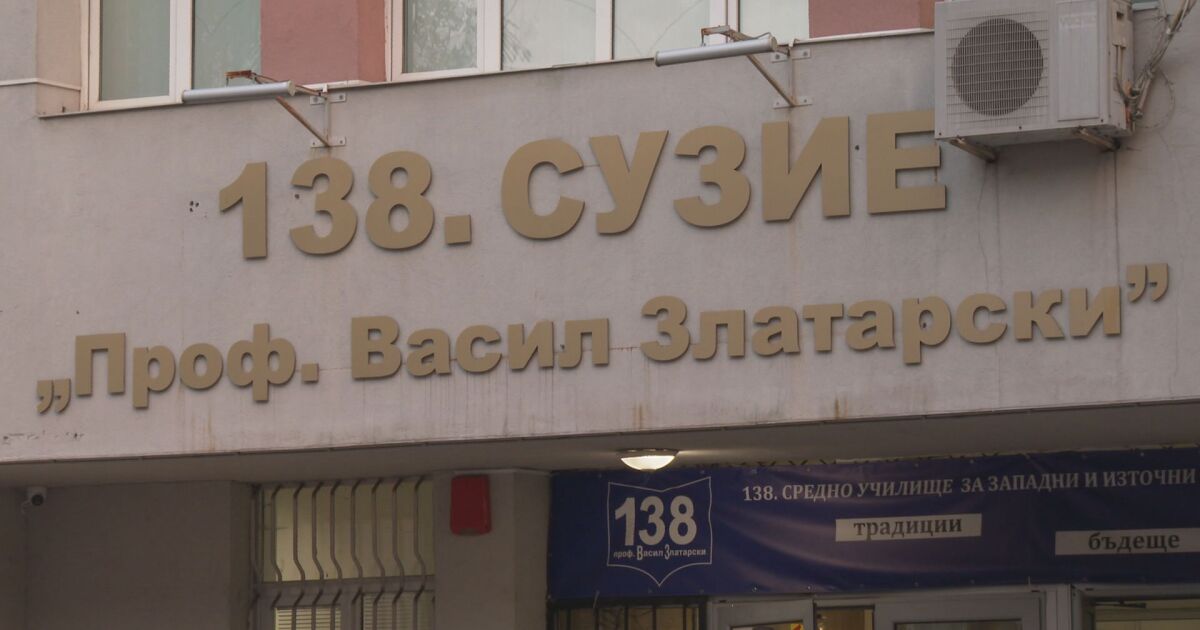 138. СУЗИЕ
„Проф. Васил Златарски”
138
проф. Васил Златарски
138. СРЕДНО УЧИЛИЩЕ ЗА ЗАПАДНИ И ИЗТОЧНИ
традиции
бъдеще